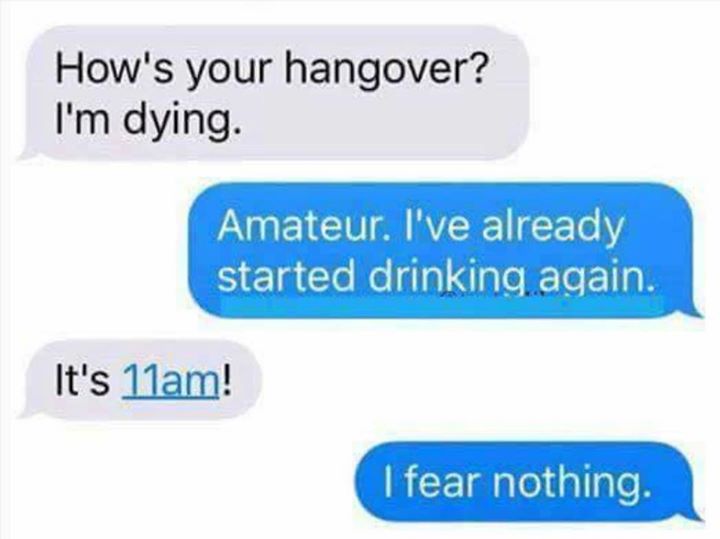 How's your hangover?
I'm dying.
Amateur. I've already
started drinking again.
It's 11am!
I fear nothing.